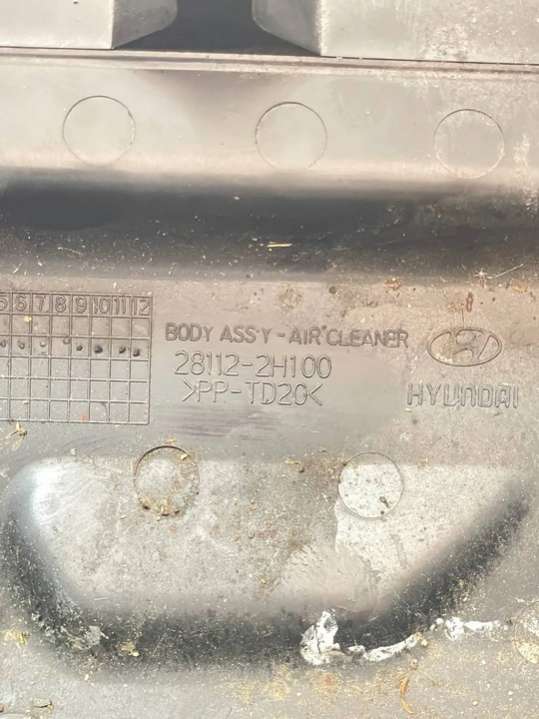 5 6 7 8 9 10 11 12
BODY ASS'Y - AIR CLEANER
28112-2H100
>PP-TD20<
HYUNDAI